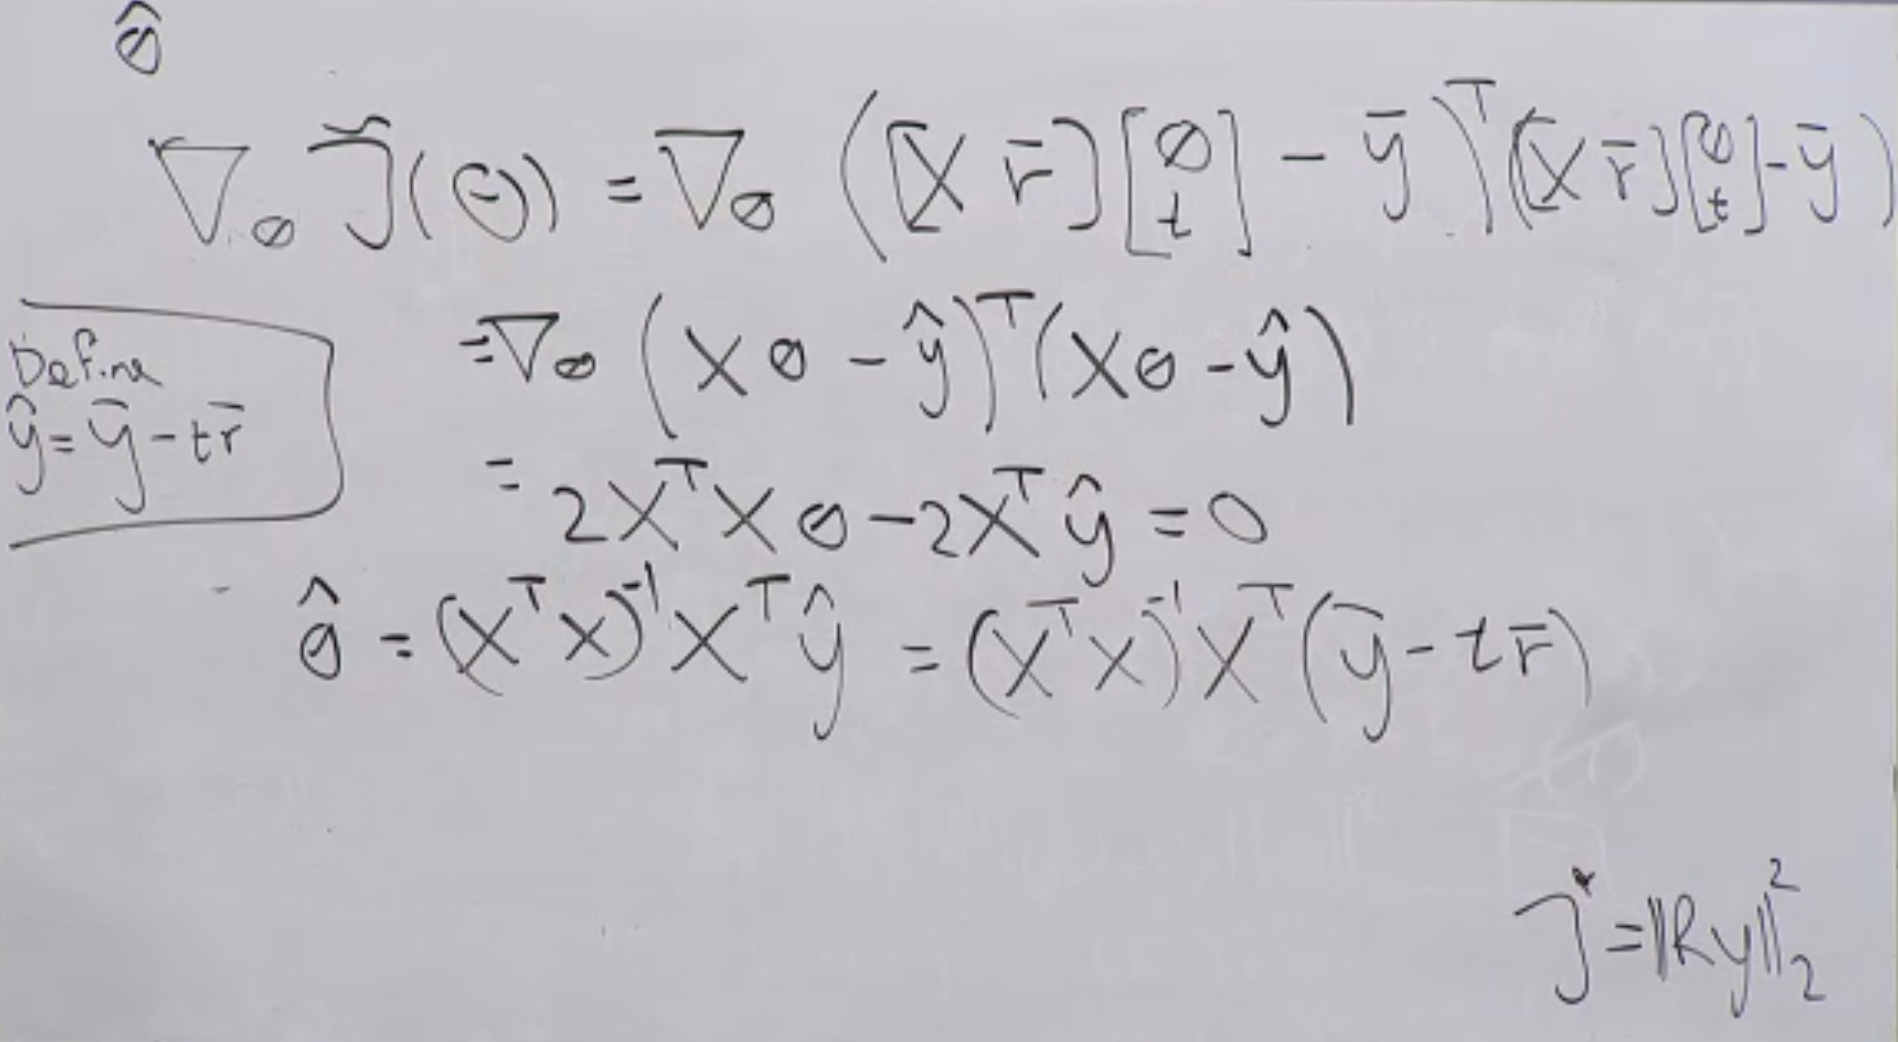 θ̂
∇_θ J̃(Θ) = ∇_θ ([X r̄][θ t] - ȳ)^T([X r̄][θ t] - ȳ)
= ∇_θ (Xθ - ŷ)^T(Xθ - ŷ)
Define
ŷ = ȳ - t r̄
= 2X^T Xθ - 2X^T ŷ = 0
θ̂ = (X^T X)^-1 X^T ŷ = (X^T X)^-1 X^T (ȳ - t r̄)
J* = ||Ry||_2^2